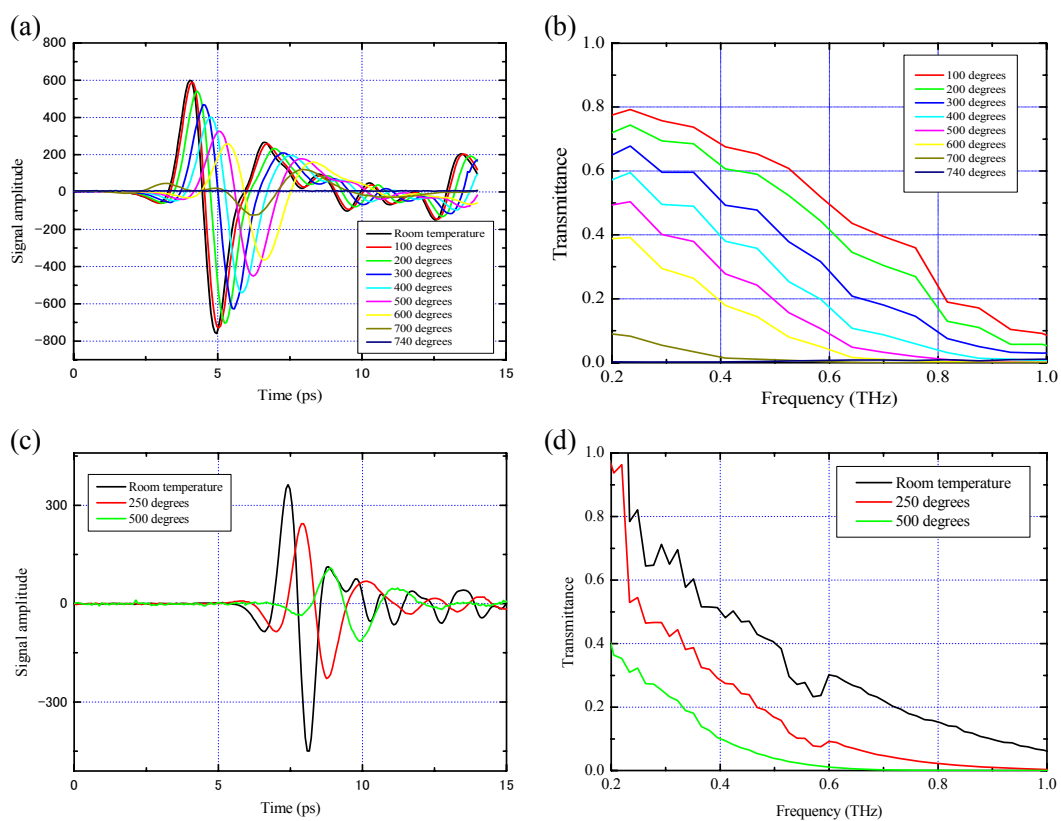 (a)
Signal amplitude
800
600
400
200
0
−200
−400
−600
−800
0
5
10
15
Time (ps)
Room temperature
100 degrees
200 degrees
300 degrees
400 degrees
500 degrees
600 degrees
700 degrees
740 degrees
(b)
Transmittance
1.0
0.8
0.6
0.4
0.2
0.0
0.2
0.4
0.6
0.8
1.0
Frequency (THz)
100 degrees
200 degrees
300 degrees
400 degrees
500 degrees
600 degrees
700 degrees
740 degrees
(c)
Signal amplitude
300
0
−300
0
5
10
15
Time (ps)
Room temperature
250 degrees
500 degrees
(d)
Transmittance
1.0
0.8
0.6
0.4
0.2
0.0
0.2
0.4
0.6
0.8
1.0
Frequency (THz)
Room temperature
250 degrees
500 degrees